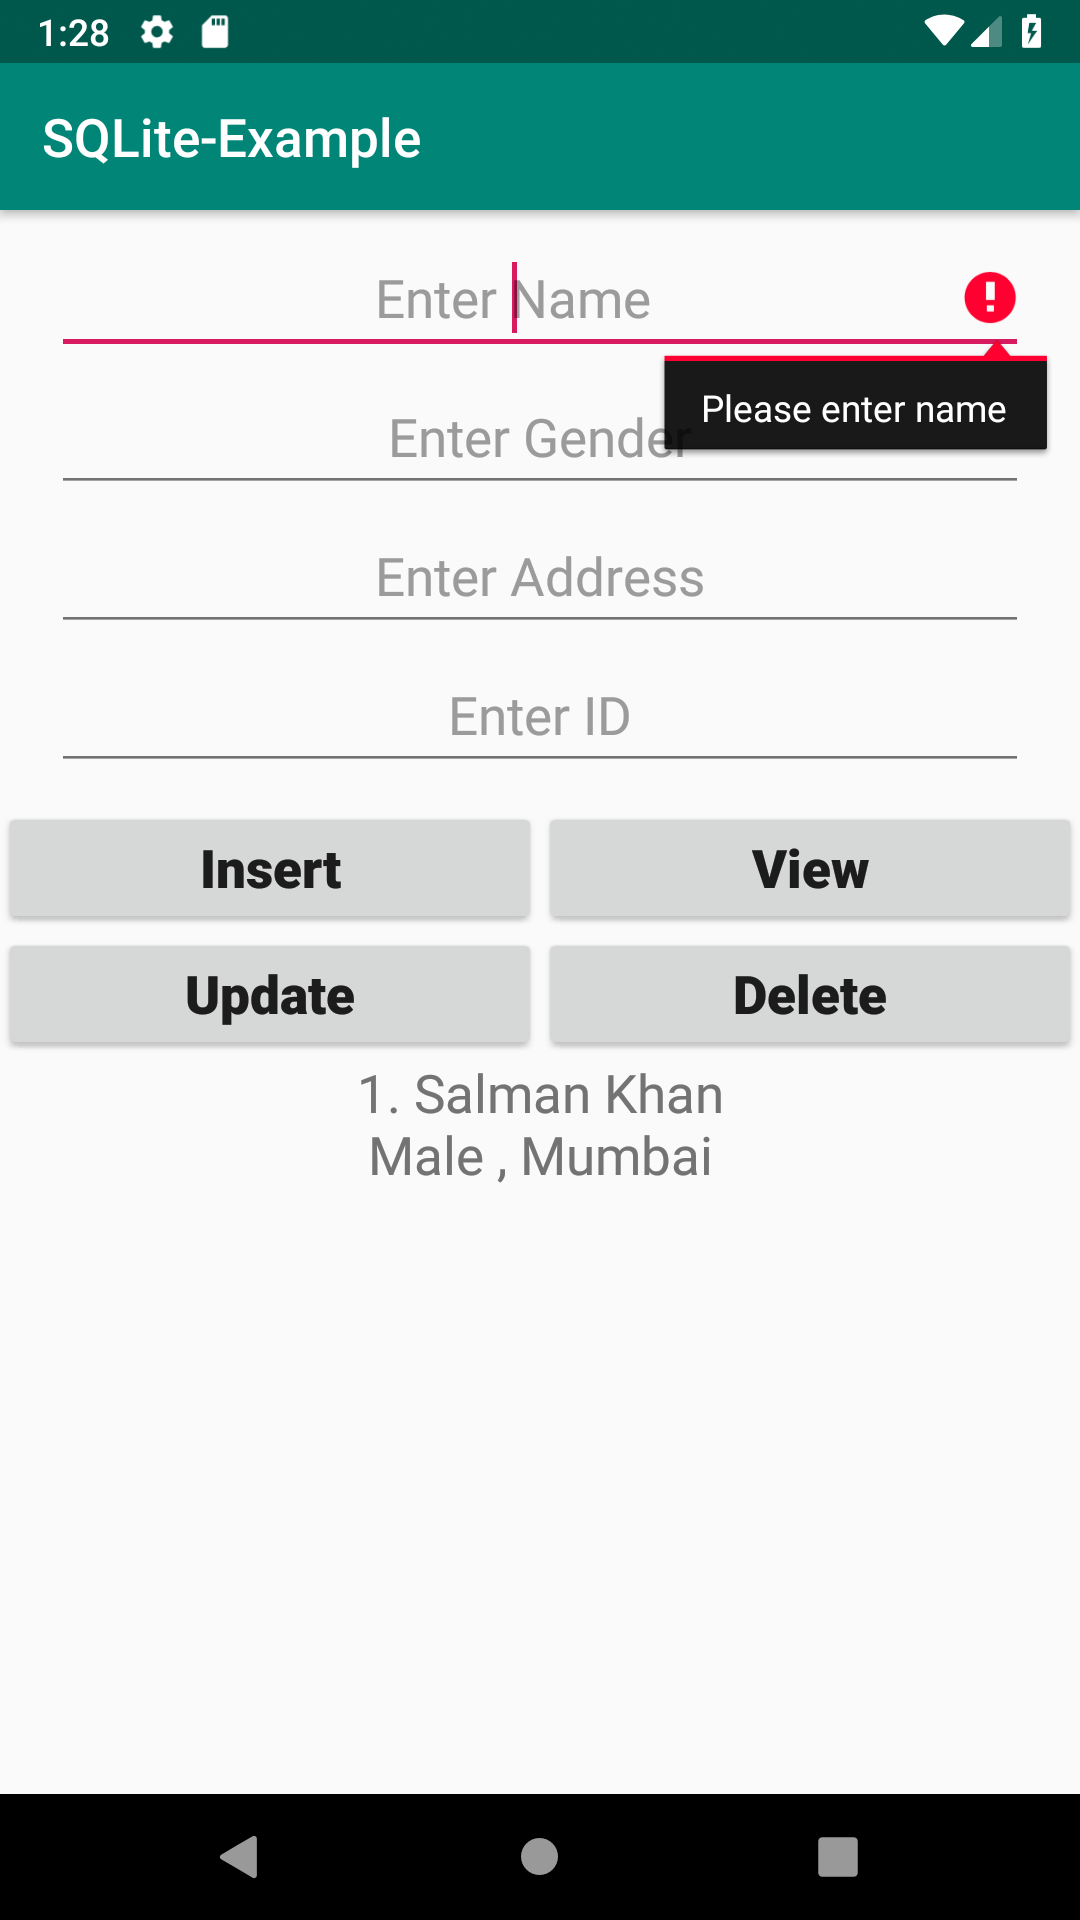 1:28
SQLite-Example
Enter Name
Please enter name
Enter Gender
Enter Address
Enter ID
Insert
View
Update
Delete
1. Salman Khan
Male , Mumbai